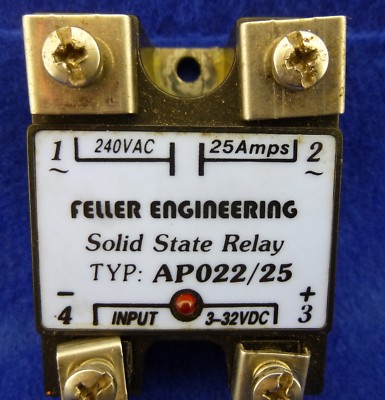 1 240VAC 25Amps 2
~ ~
FELLER ENGINEERING
Solid State Relay
TYP: AP022/25
- +
4 INPUT 3-32VDC 3